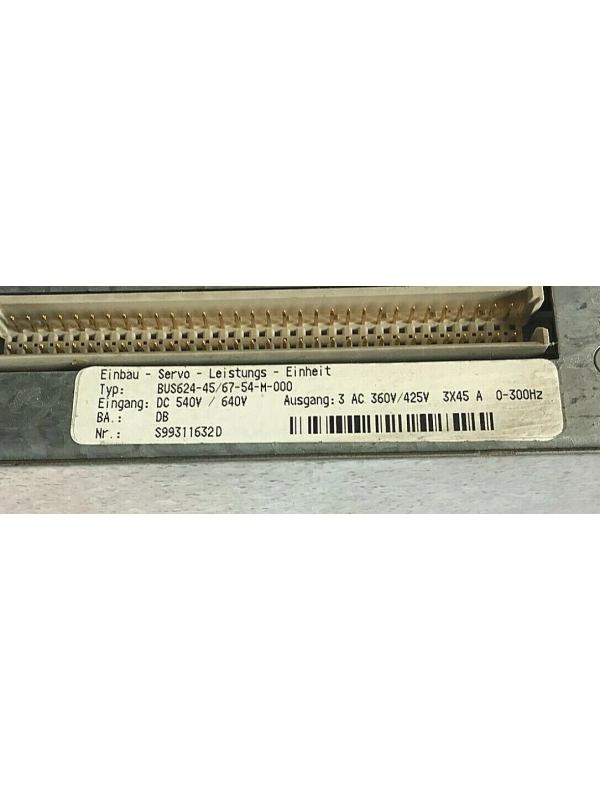 Einbau - Servo - Leistungs - Einheit
Typ: BUS624-45/67-54-M-000
Eingang: DC 540V / 640V Ausgang: 3 AC 360V/425V 3X45 A 0-300Hz
BA.: DB
Nr.: S99311632D